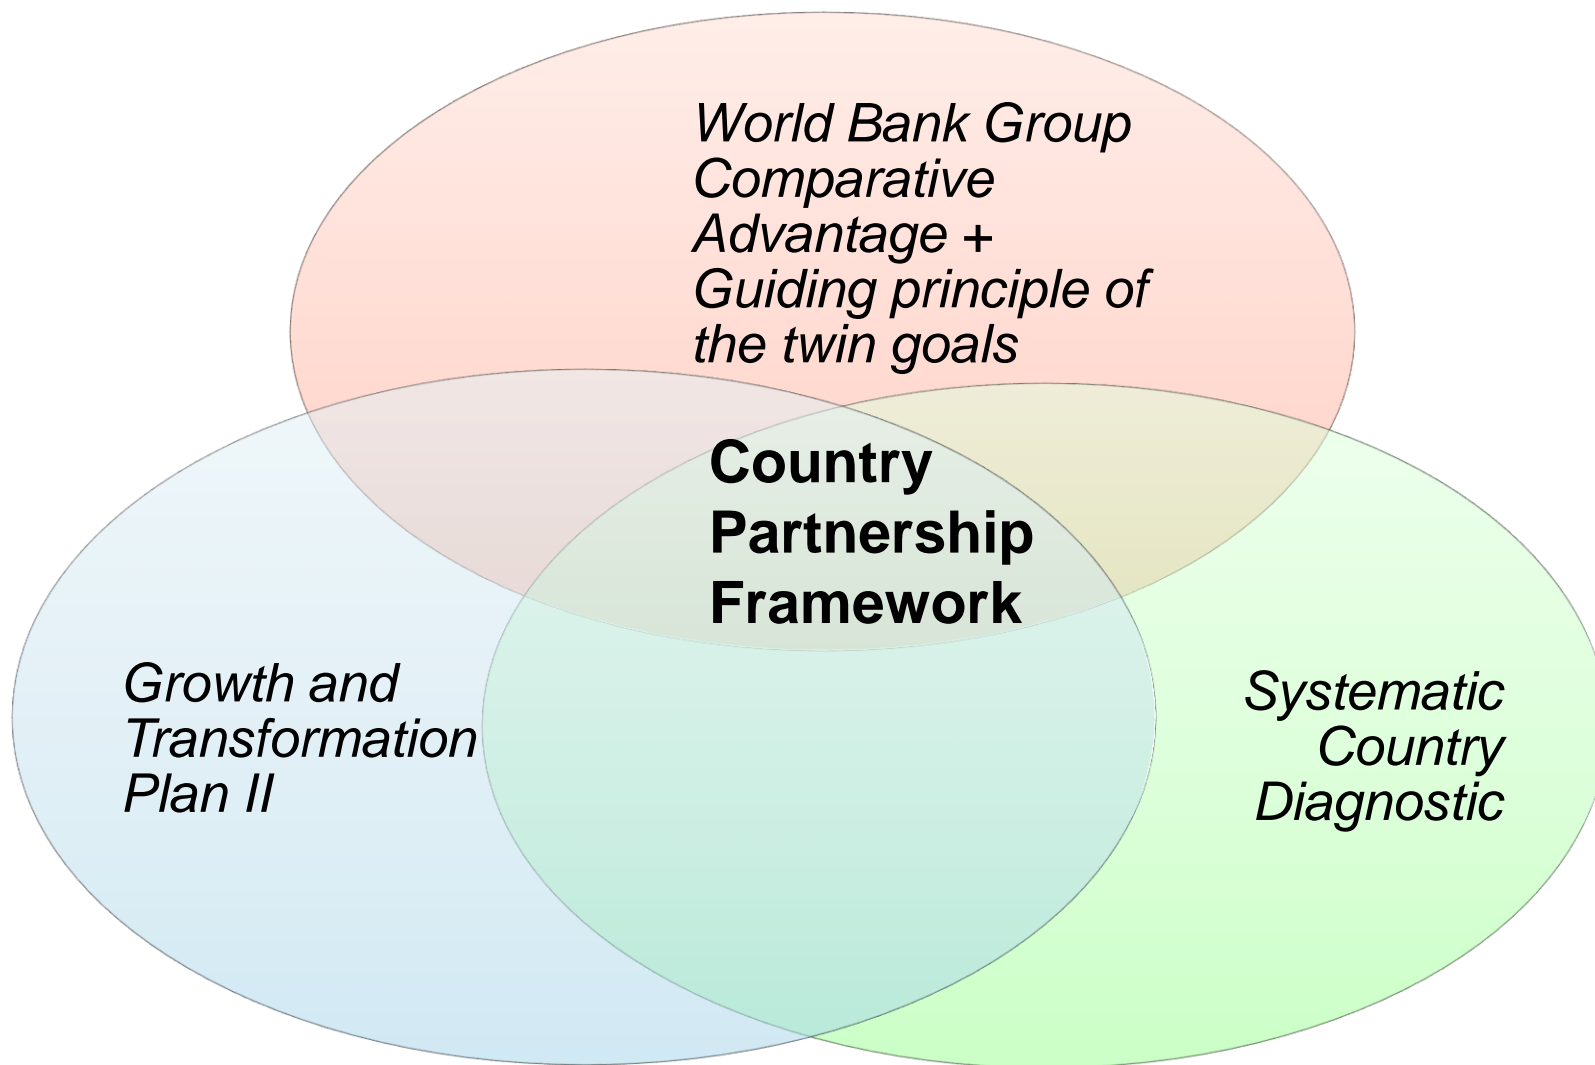 World Bank Group
Comparative
Advantage +
Guiding principle of
the twin goals
Country
Partnership
Framework
Growth and
Transformation
Plan II
Systematic
Country
Diagnostic